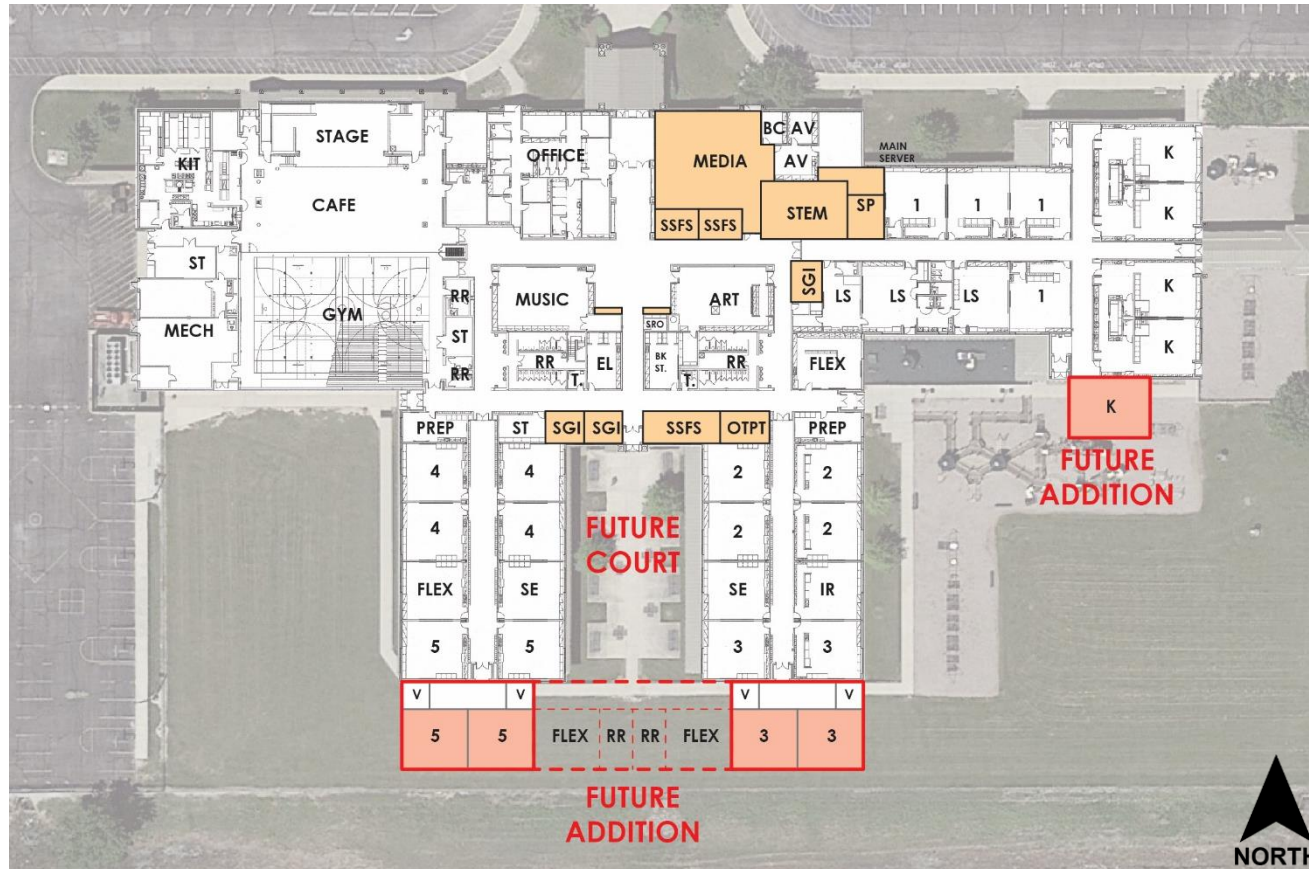 STAGE
KIT
CAFE
OFFICE
MEDIA
BC AV
AV
MAIN
SERVER
SSFS SSFS
STEM
SP
1 1 1
K
K
ST
MECH
GYM
RR
ST
RR
MUSIC
ART
SRO
RR
T.
EL
BK
ST.
T.
RR
SGI
LS LS LS
1
FLEX
K
K
K
FUTURE
ADDITION
PREP ST SGI SGI SSFS OTPT PREP
4 4 2 2
4 4 2 2
FUTURE
COURT
FLEX SE SE IR
5 5 3 3
V V V V
5 5 FLEX RR RR FLEX 3 3
FUTURE
ADDITION
NORTH